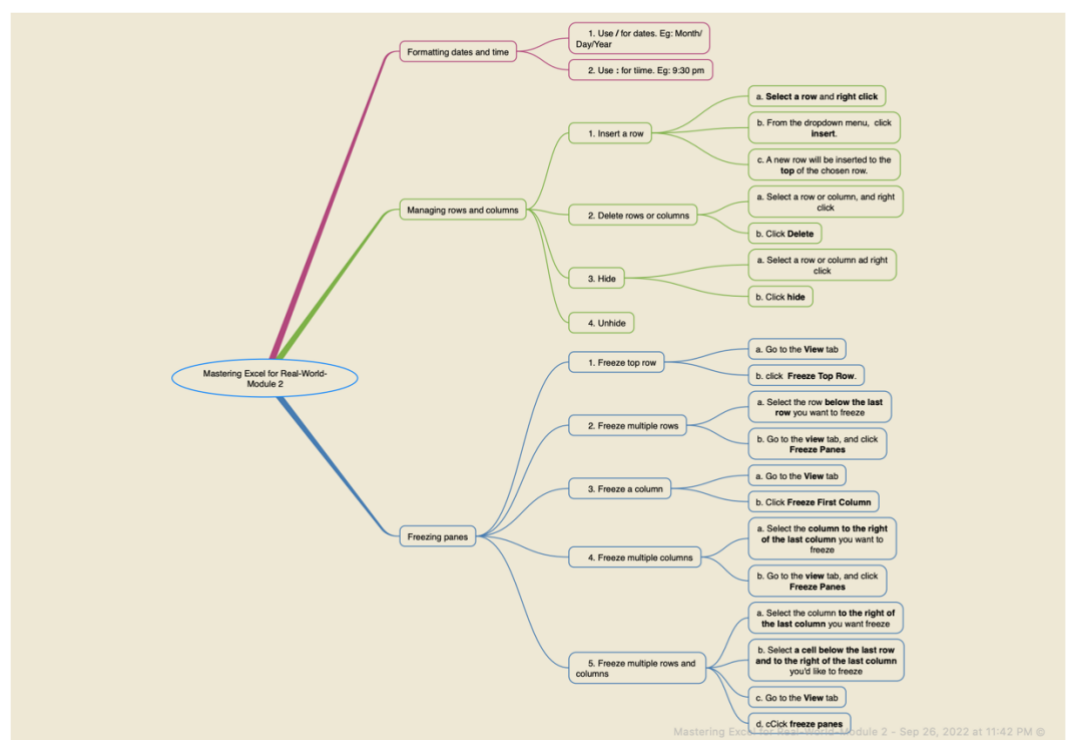 Formatting dates and time
1. Use / for dates. Eg: Month/
Day/Year
2. Use : for tiime. Eg: 9:30 pm
Managing rows and columns
1. Insert a row
a. Select a row and right click
b. From the dropdown menu, click
insert.
c. A new row will be inserted to the
top of the chosen row.
2. Delete rows or columns
a. Select a row or column, and right
click
b. Click Delete
3. Hide
a. Select a row or column ad right
click
b. Click hide
4. Unhide
Mastering Excel for Real-World-
Module 2
Freezing panes
1. Freeze top row
a. Go to the View tab
b. click Freeze Top Row.
2. Freeze multiple rows
a. Select the row below the last
row you want to freeze
b. Go to the view tab, and click
Freeze Panes
3. Freeze a column
a. Go to the View tab
b. Click Freeze First Column
4. Freeze multiple columns
a. Select the column to the right
of the last column you want to
freeze
b. Go to the view tab, and click
Freeze Panes
5. Freeze multiple rows and
columns
a. Select the column to the right of
the last column you want freeze
b. Select a cell below the last row
and to the right of the last column
you'd like to freeze
c. Go to the View tab
d. cCick freeze panes
Mastering Excel for Real-World-Module 2 - Sep 26, 2022 at 11:42 PM ©